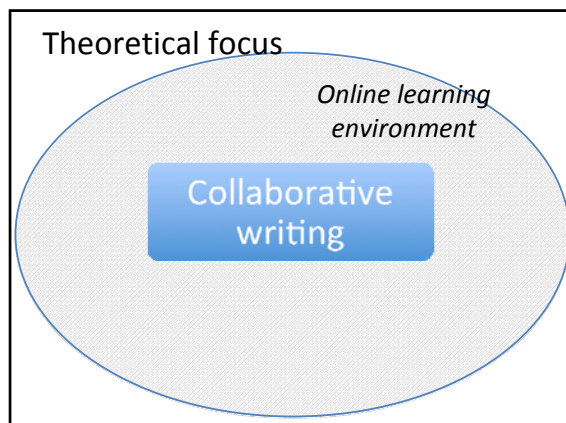 Theoretical focus
Online learning
environment
Collaborative
writing